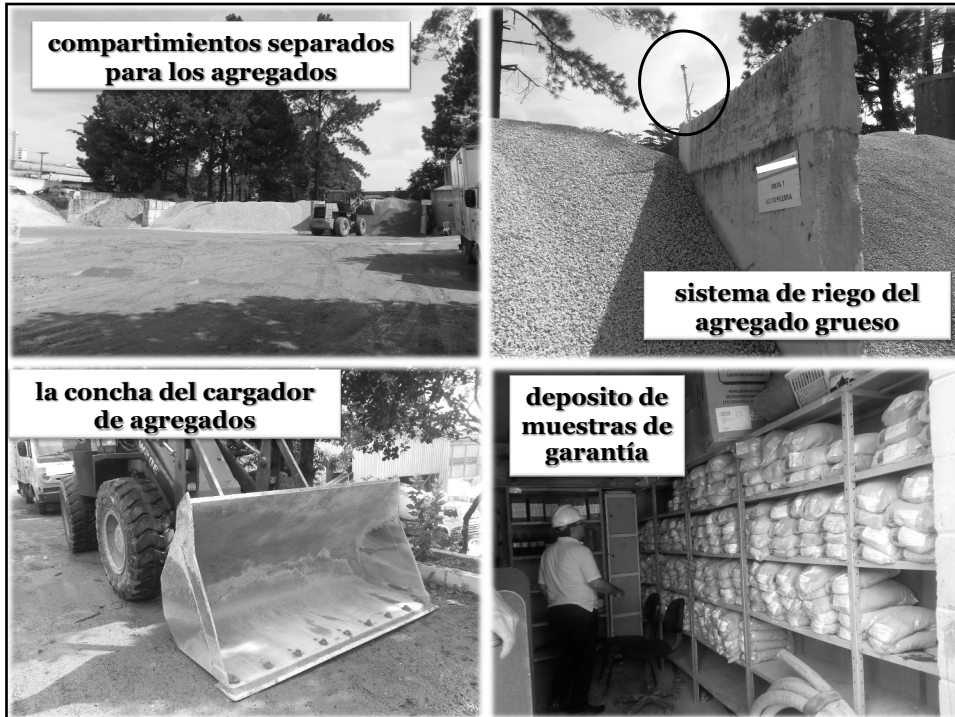 compartimientos separados
para los agregados
sistema de riego del
agregado grueso
la concha del cargador
de agregados
deposito de
muestras de
garantía